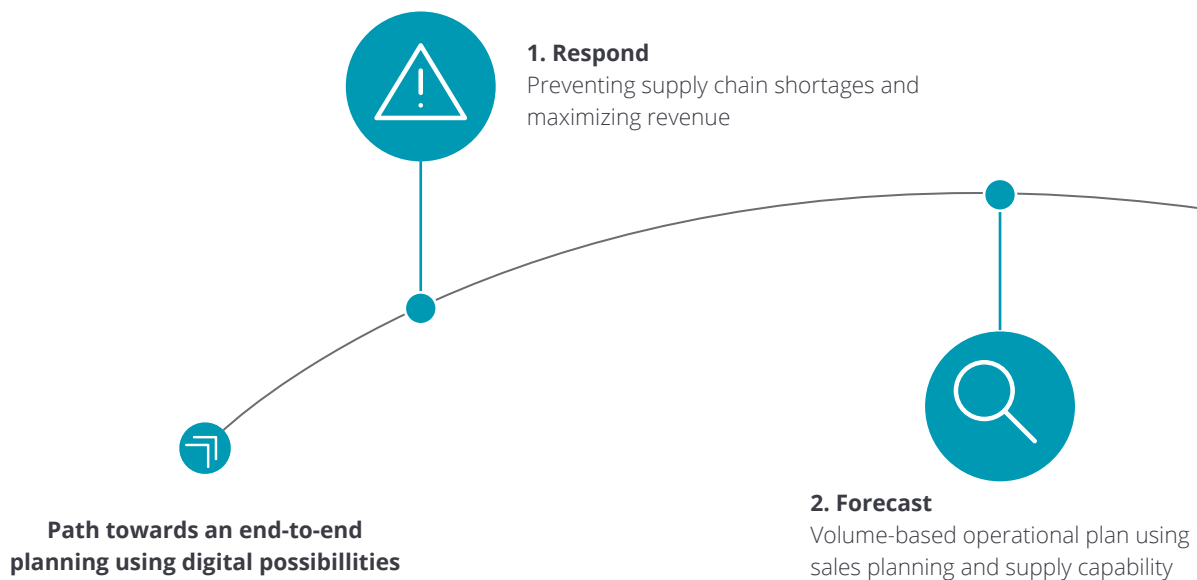 1. Respond
Preventing supply chain shortages and
maximizing revenue
Path towards an end-to-end
planning using digital possibillities
2. Forecast
Volume-based operational plan using
sales planning and supply capability